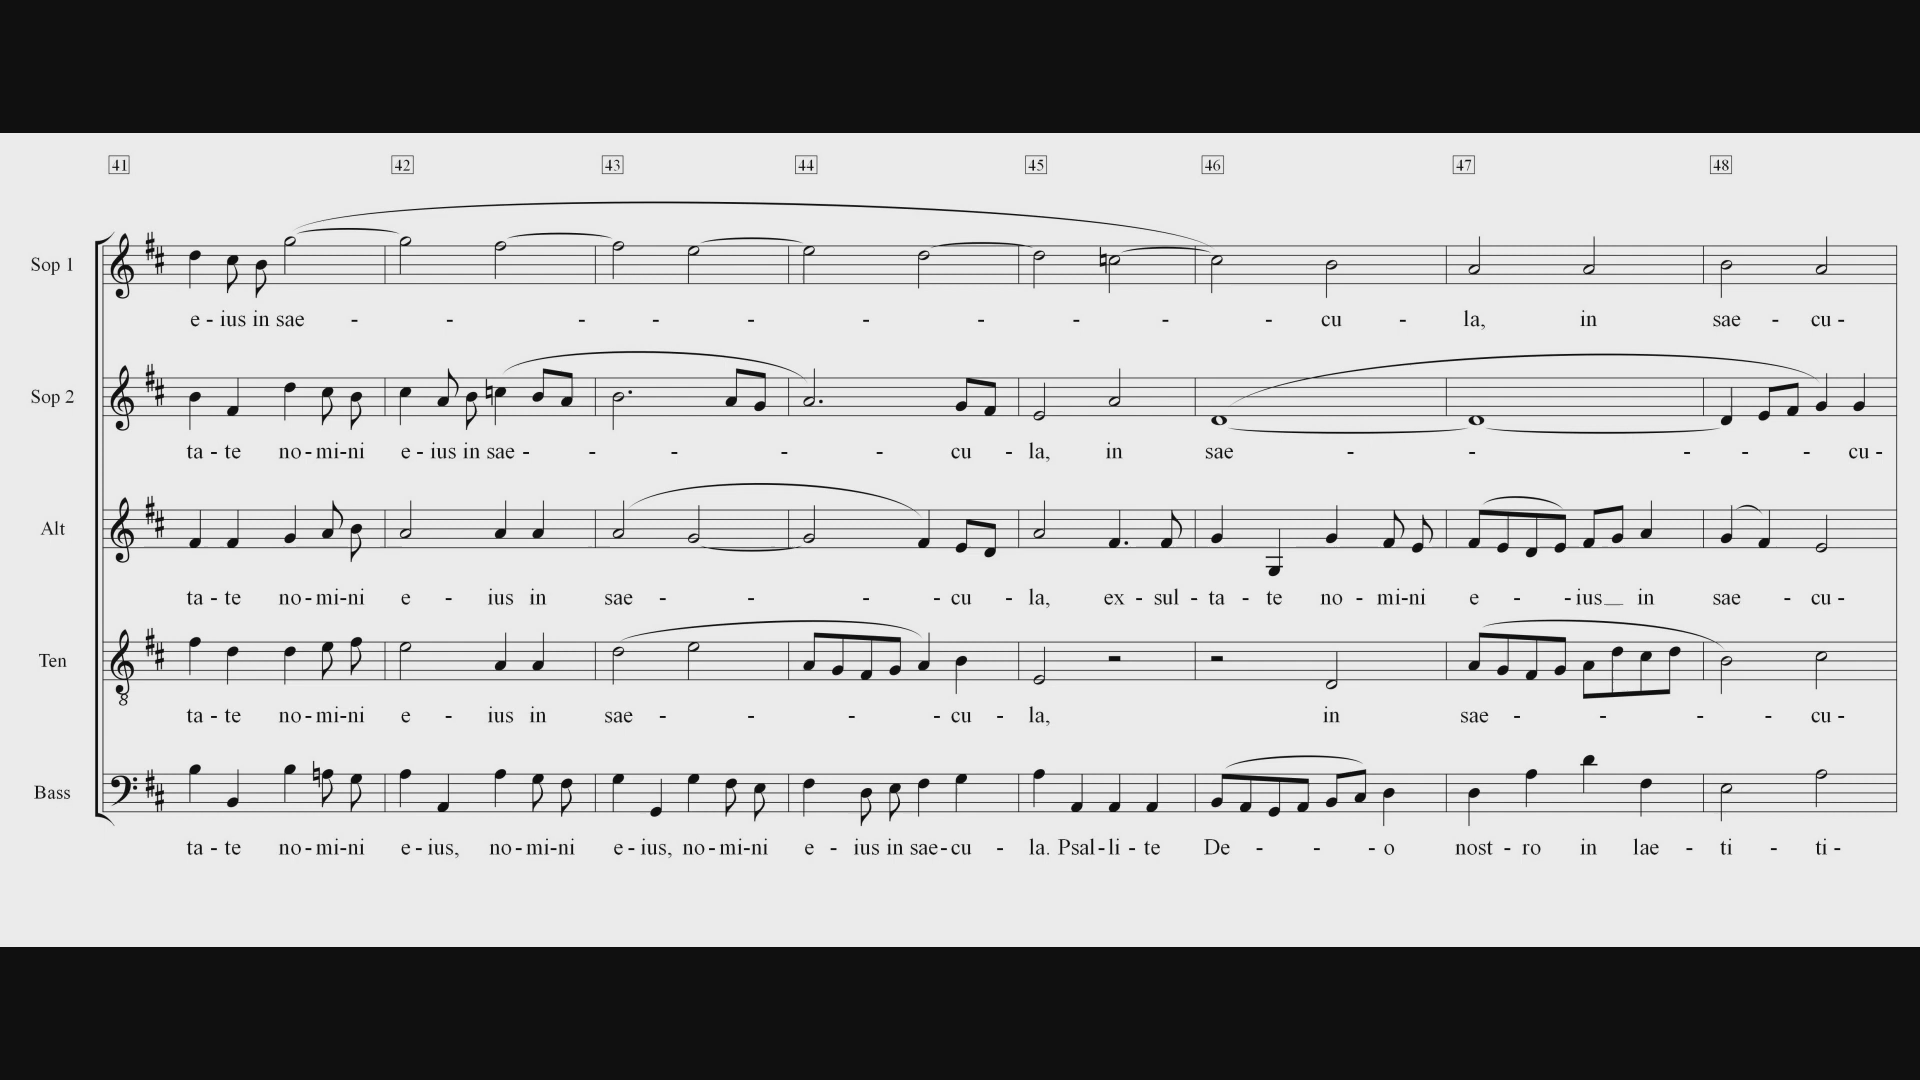 41 42 43 44 45 46 47 48
Sop 1
e - ius in sae - - - - - - - - - - cu - la, in sae - cu -
Sop 2
ta - te no - mi - ni e - ius in sae - - - - - cu - la, in sae - - - - - cu -
Alt
ta - te no - mi - ni e - ius in sae - - - - cu - la, ex - sul - ta - te no - mi - ni e - - - ius in sae - cu -
Ten
8
ta - te no - mi - ni e - ius in sae - - - - cu - la, in sae - - - - cu -
Bass
ta - te no - mi - ni e - ius, no - mi - ni e - ius, no - mi - ni e - ius in sae - cu - la. Psal - li - te De - - - - o nost - ro in lae - ti - ti -